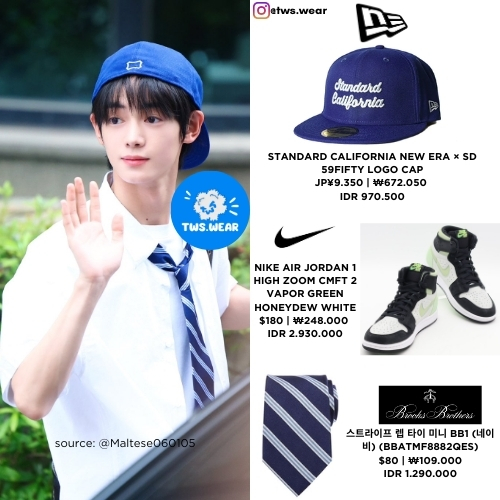 @tws.wear
NE
Standard
California
STANDARD CALIFORNIA NEW ERA × SD
59FIFTY LOGO CAP
JP¥9.350 | ₩672.050
IDR 970.500
TWS.WEAR
NIKE AIR JORDAN 1
HIGH ZOOM CMFT 2
VAPOR GREEN
HONEYDEW WHITE
$180 | ₩248.000
IDR 2.930.000
Brooks Brothers
스트라이프 렙 타이 미니 BB1 (네이
비) (BBATMF8882QES)
$80 | ₩109.000
IDR 1.290.000
source: @Maltese060105